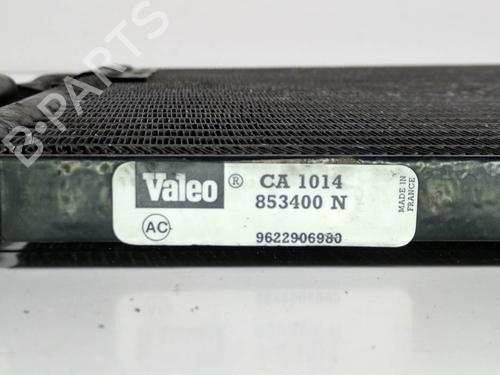 B-PARTS
Valeo ® CA 1014
853400 N
AC
9622906980
MADE IN
FRANCE